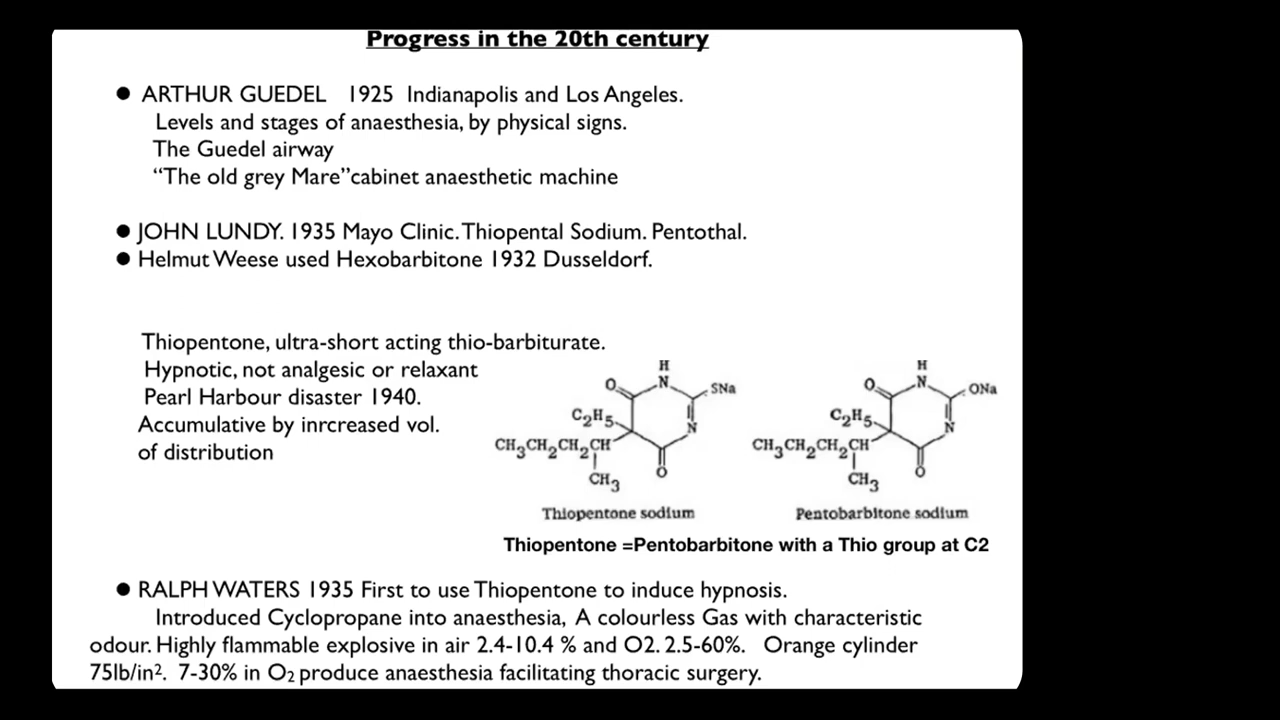 Progress in the 20th century
● ARTHUR GUEDEL 1925 Indianapolis and Los Angeles.
Levels and stages of anaesthesia, by physical signs.
The Guedel airway
“The old grey Mare”cabinet anaesthetic machine
● JOHN LUNDY. 1935 Mayo Clinic. Thiopental Sodium. Pentothal.
● Helmut Weese used Hexobarbitone 1932 Dusseldorf.
Thiopentone, ultra-short acting thio-barbiturate.
Hypnotic, not analgesic or relaxant
Pearl Harbour disaster 1940.
Accumulative by inrcreased vol.
of distribution
H
N
O
SNa
C2H5
N
CH3CH2CH2CH
O
CH3
Thiopentone sodium
H
N
O
ONa
C2H5
N
CH3CH2CH2CH
O
CH3
Pentobarbitone sodium
Thiopentone =Pentobarbitone with a Thio group at C2
● RALPH WATERS 1935 First to use Thiopentone to induce hypnosis.
Introduced Cyclopropane into anaesthesia, A colourless Gas with characteristic
odour. Highly flammable explosive in air 2.4-10.4 % and O2. 2.5-60%. Orange cylinder
75lb/in². 7-30% in O₂ produce anaesthesia facilitating thoracic surgery.